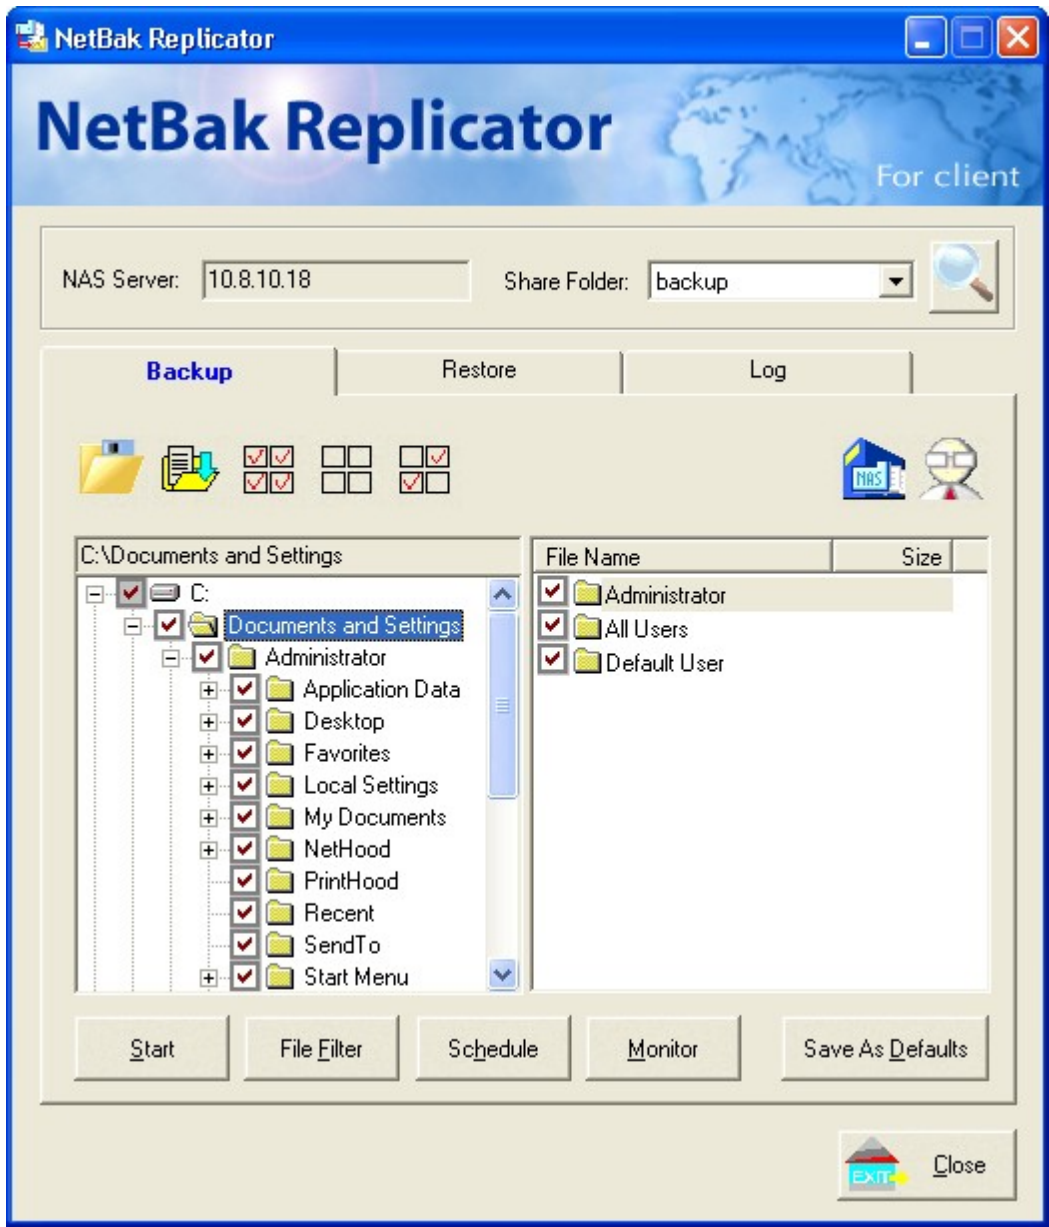 NetBak Replicator
NetBak Replicator
For client
NAS Server: 10.8.10.18 Share Folder: backup
Backup Restore Log
NAS
C:\Documents and Settings
C:
Documents and Settings
Administrator
Application Data
Desktop
Favorites
Local Settings
My Documents
NetHood
PrintHood
Recent
SendTo
Start Menu
File Name Size
Administrator
All Users
Default User
Start File Filter Schedule Monitor Save As Defaults
EXIT Close